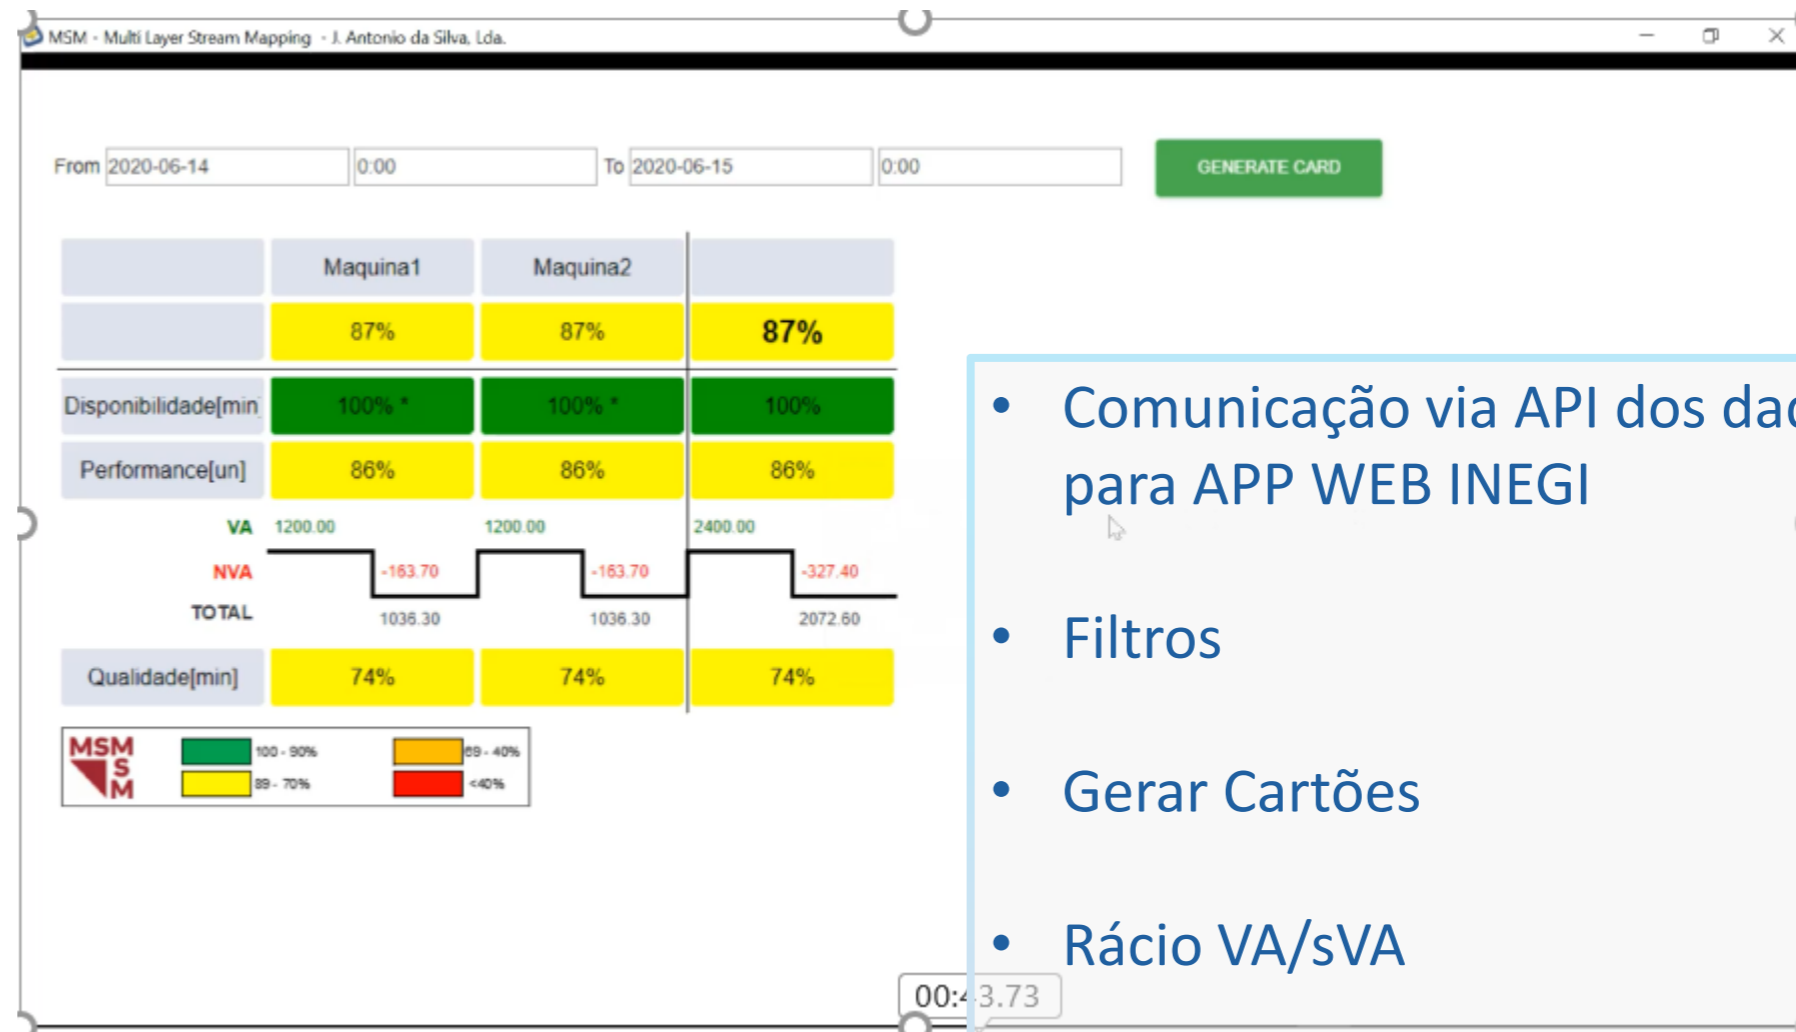 MSM - Multi Layer Stream Mapping - J. Antonio da Silva, Lda.
From 2020-06-14 0:00 To 2020-06-15 0:00 GENERATE CARD
Maquina1 Maquina2
87% 87% 87%
Disponibilidade[min 100% * 100% * 100%
Performance[un] 86% 86% 86%
VA 1200.00 1200.00 2400.00
NVA -163.70 -163.70 -327.40
TOTAL 1036.30 1036.30 2072.60
Qualidade[min] 74% 74% 74%
MSM
S
M
100 - 90% 69 - 40%
89 - 70% <40%
• Comunicação via API dos
para APP WEB INEGI
• Filtros
• Gerar Cartões
• Rácio VA/sVA
00:43.73